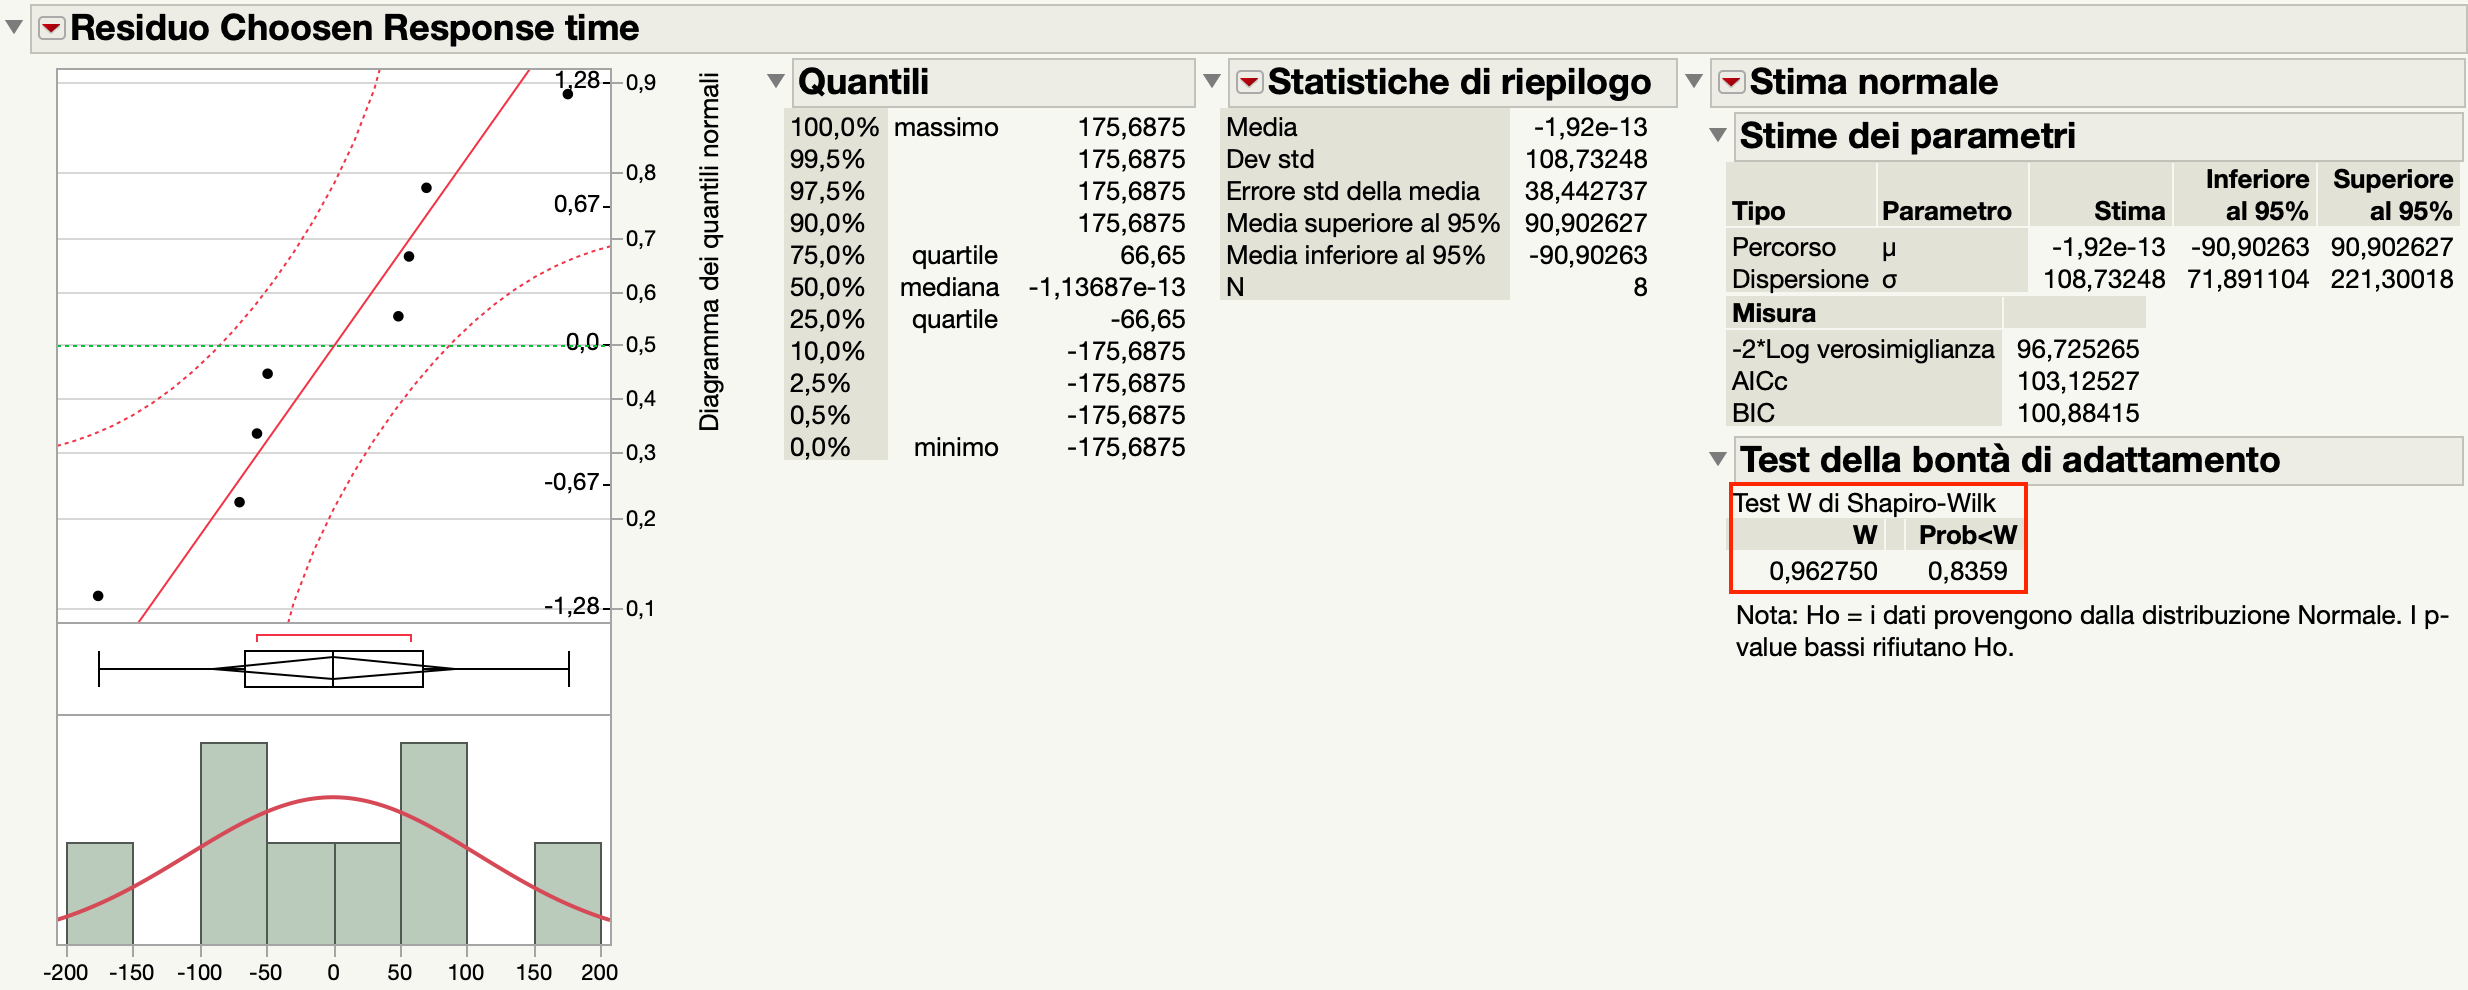 Residuo Choosen Response time
1,28
0,9
0,8
0,67
0,7
0,6
0,0
0,5
0,4
0,3
-0,67
0,2
-1,28
0,1
Diagramma dei quantili normali
-200 -150 -100 -50 0 50 100 150 200
Quantili
100,0% massimo 175,6875
99,5% 175,6875
97,5% 175,6875
90,0% 175,6875
75,0% quartile 66,65
50,0% mediana -1,13687e-13
25,0% quartile -66,65
10,0% -175,6875
2,5% -175,6875
0,5% -175,6875
0,0% minimo -175,6875
Statistiche di riepilogo
Media -1,92e-13
Dev std 108,73248
Errore std della media 38,442737
Media superiore al 95% 90,902627
Media inferiore al 95% -90,90263
N 8
Stima normale
Stime dei parametri
Inferiore Superiore
Tipo Parametro Stima al 95% al 95%
Percorso μ -1,92e-13 -90,90263 90,902627
Dispersione σ 108,73248 71,891104 221,30018
Misura
-2*Log verosimiglianza 96,725265
AICc 103,12527
BIC 100,88415
Test della bontà di adattamento
Test W di Shapiro-Wilk
W Prob<W
0,962750 0,8359
Nota: Ho = i dati provengono dalla distribuzione Normale. I p-
value bassi rifiutano Ho.